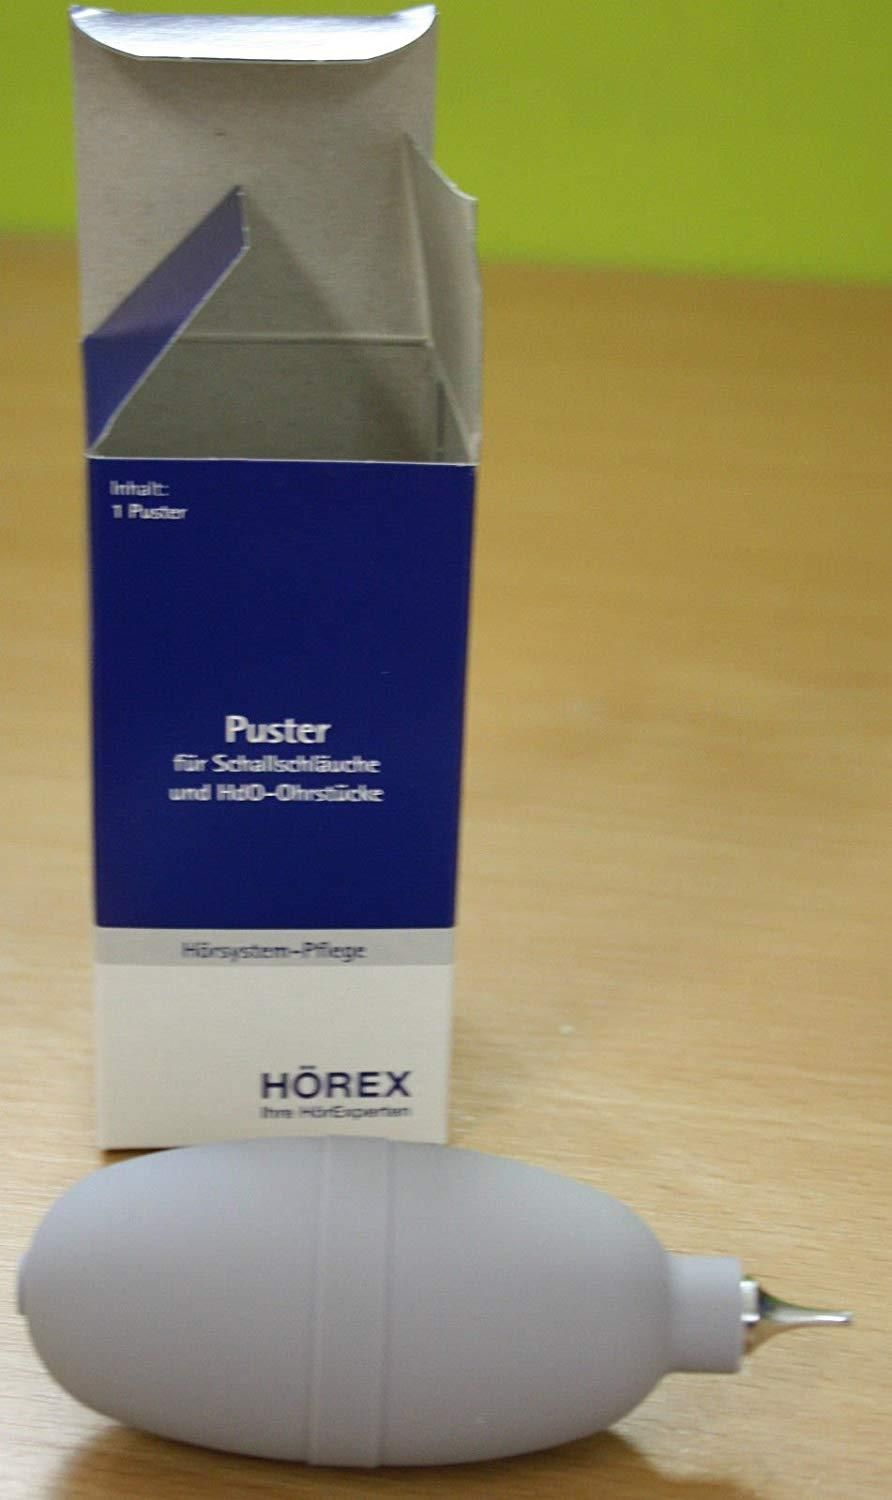 Inhalt:
1 Puster
Puster
für Schallschläuche
und HdO-Ohrstücke
Hörsystem-Pflege
HÖREX
Ihre HörExperten